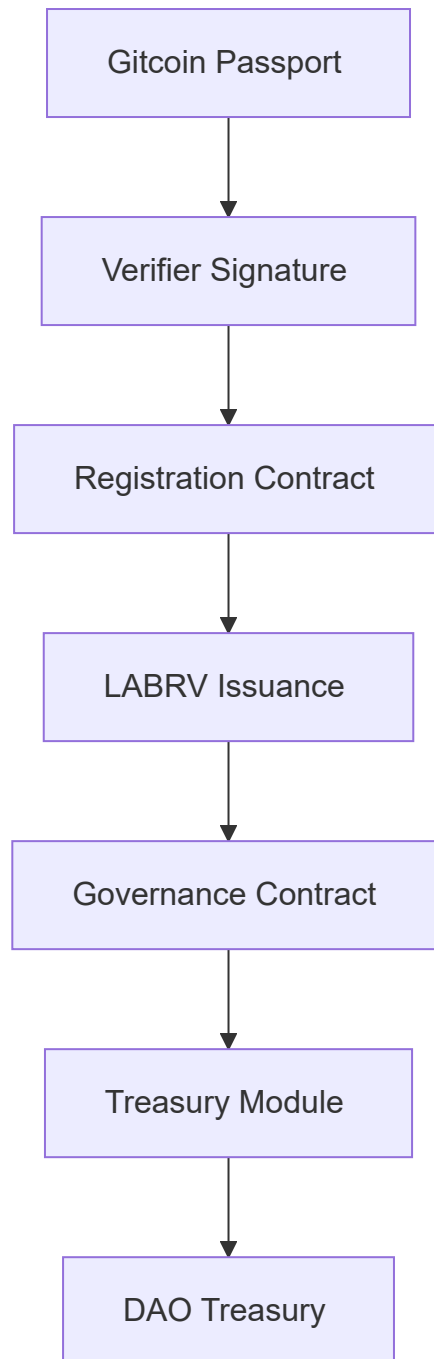 Gitcoin Passport
Verifier Signature
Registration Contract
LABRV Issuance
Governance Contract
Treasury Module
DAO Treasury